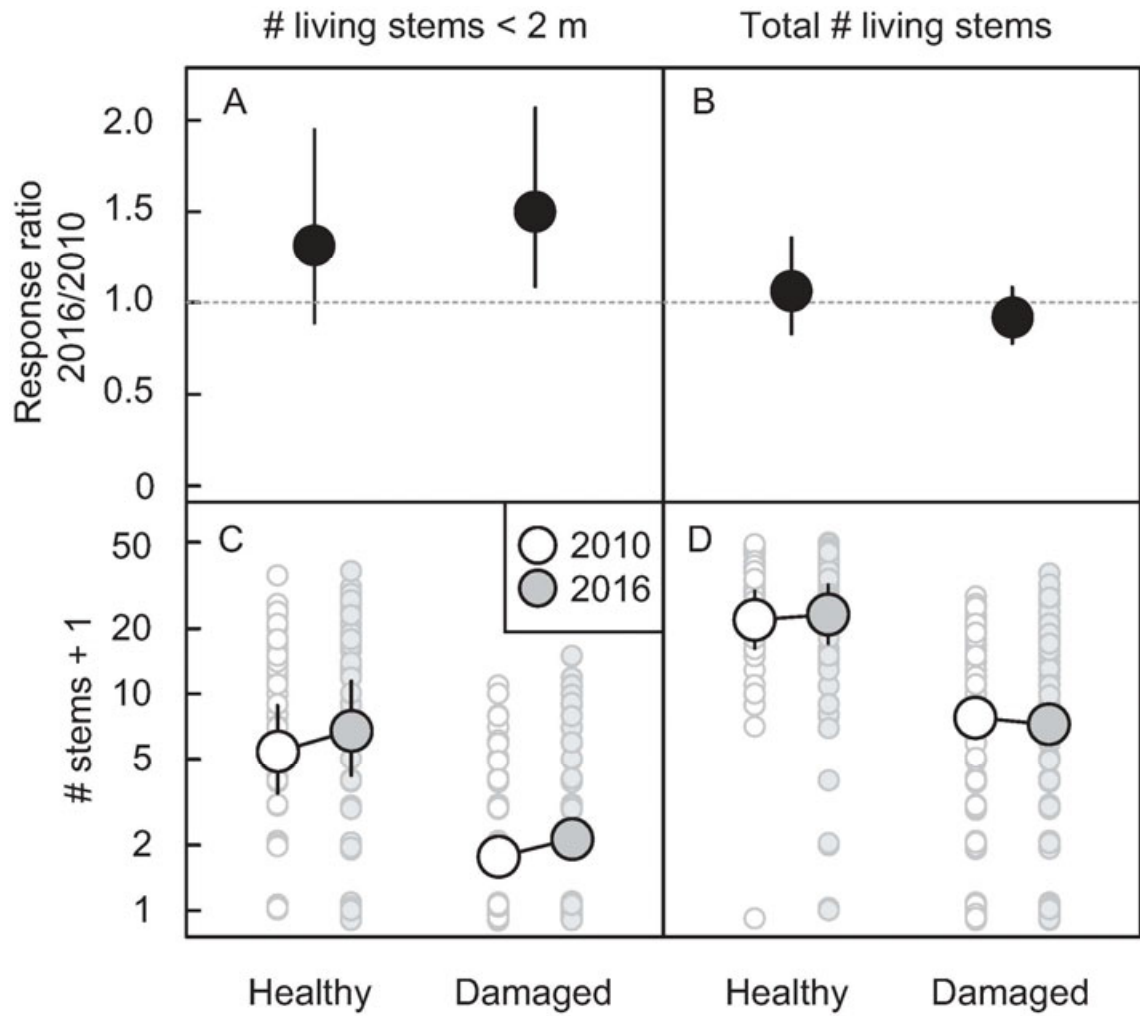 # living stems < 2 m
Total # living stems
Response ratio
2016/2010
A
B
2.0
1.5
1.0
0.5
0
# stems + 1
C
D
2010
2016
50
20
10
5
2
1
Healthy
Damaged
Healthy
Damaged